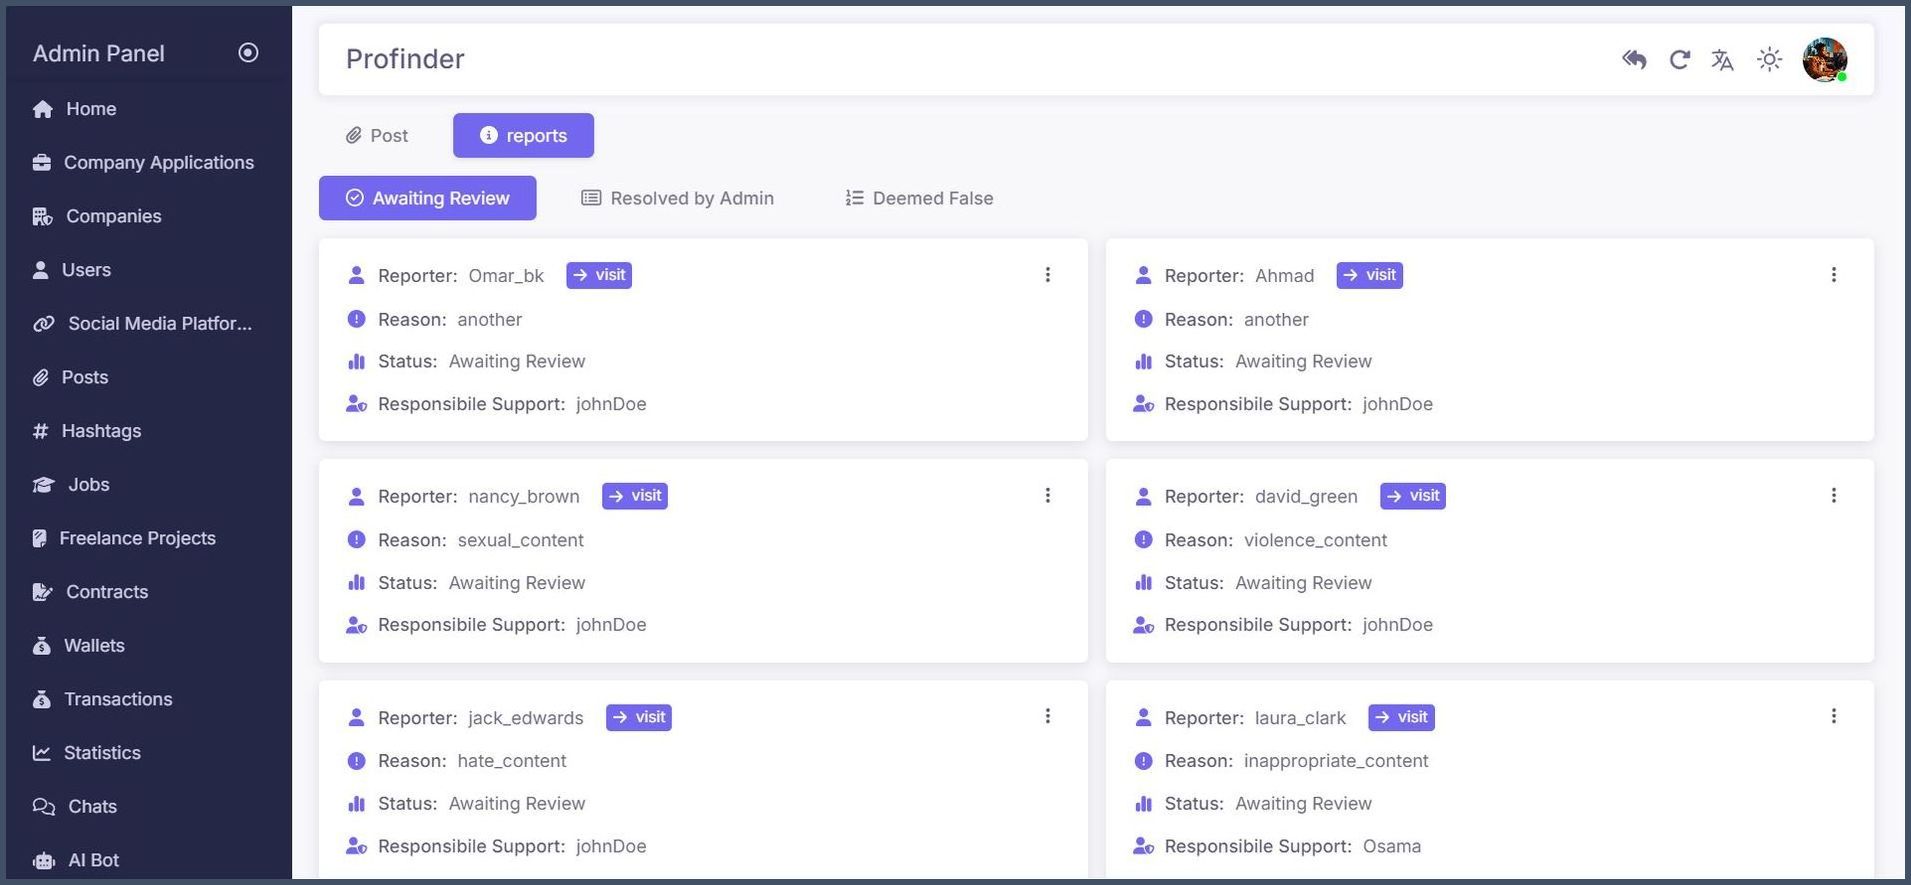 Admin Panel
Home
Company Applications
Companies
Users
Social Media Platfor...
Posts
Hashtags
Jobs
Freelance Projects
Contracts
Wallets
Transactions
Statistics
Chats
AI Bot
Profinder
Post
reports
Awaiting Review
Resolved by Admin
Deemed False
Reporter: Omar_bk visit
Reason: another
Status: Awaiting Review
Responsibile Support: johnDoe
Reporter: Ahmad visit
Reason: another
Status: Awaiting Review
Responsibile Support: johnDoe
Reporter: nancy_brown visit
Reason: sexual_content
Status: Awaiting Review
Responsibile Support: johnDoe
Reporter: david_green visit
Reason: violence_content
Status: Awaiting Review
Responsibile Support: johnDoe
Reporter: jack_edwards visit
Reason: hate_content
Status: Awaiting Review
Responsibile Support: johnDoe
Reporter: laura_clark visit
Reason: inappropriate_content
Status: Awaiting Review
Responsibile Support: Osama